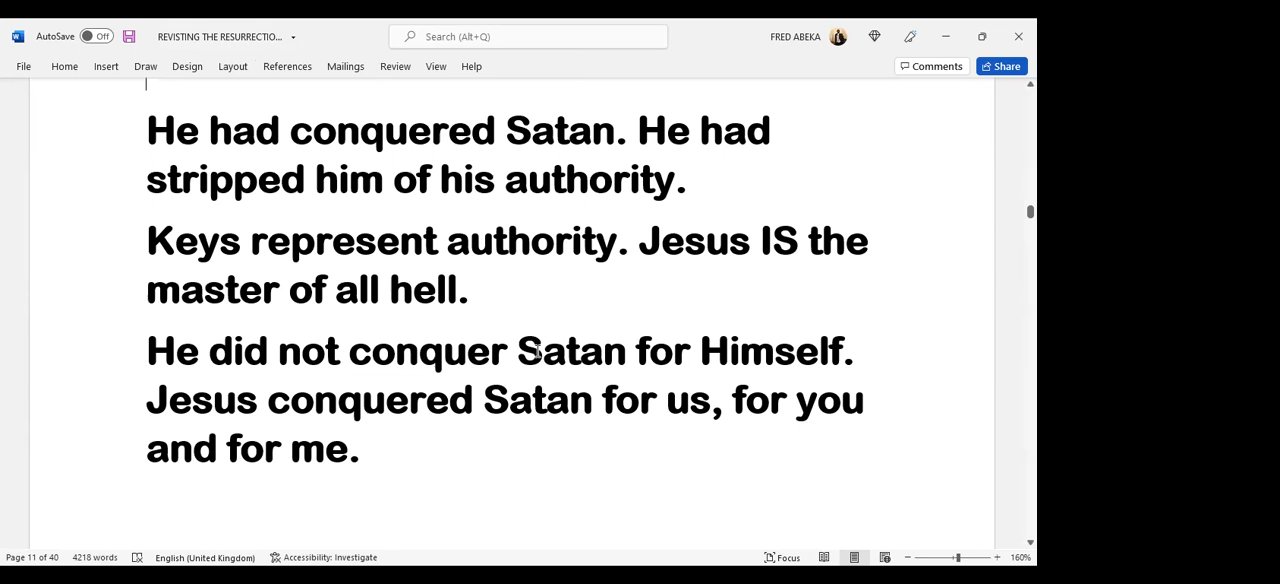 AutoSave Off REVISTING THE RESURRECTIO... Search (Alt+Q) FRED ABEKA
File Home Insert Draw Design Layout References Mailings Review View Help Comments Share
He had conquered Satan. He had
stripped him of his authority.
Keys represent authority. Jesus IS the
master of all hell.
He did not conquer Satan for Himself.
Jesus conquered Satan for us, for you
and for me.
Page 11 of 40 4218 words English (United Kingdom) Accessibility: Investigate Focus 160%